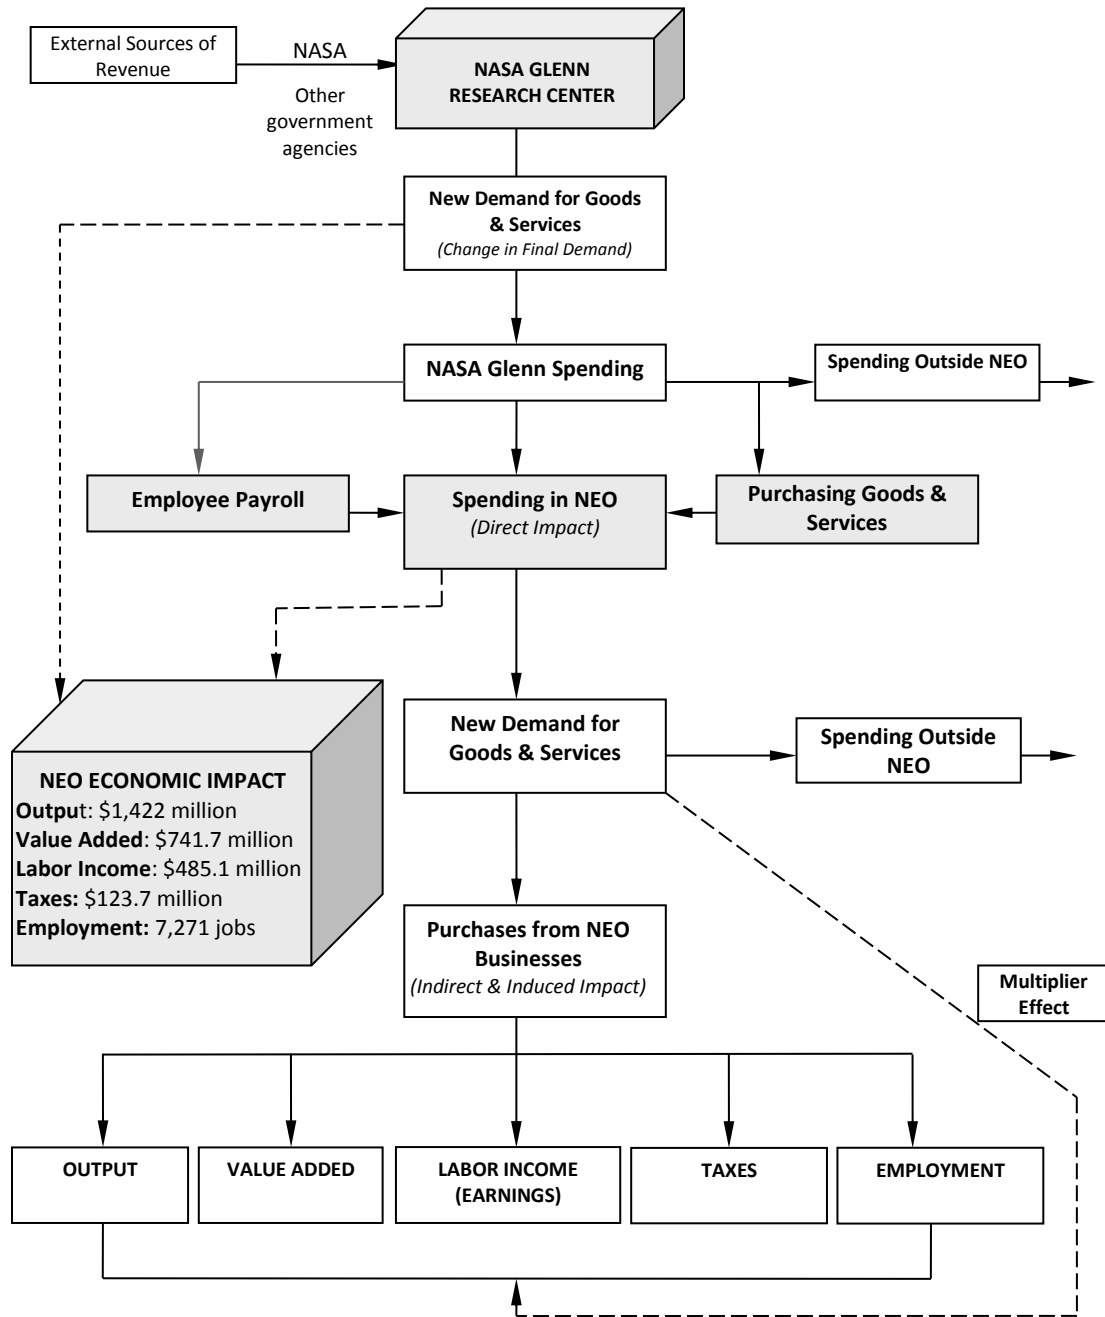 External Sources of
Revenue
NASA
Other
government
agencies
NASA GLENN
RESEARCH CENTER
New Demand for Goods
& Services
(Change in Final Demand)
NASA Glenn Spending
Spending Outside NEO
Employee Payroll
Spending in NEO
(Direct Impact)
Purchasing Goods &
Services
NEO ECONOMIC IMPACT
Output: $1,422 million
Value Added: $741.7 million
Labor Income: $485.1 million
Taxes: $123.7 million
Employment: 7,271 jobs
New Demand for
Goods & Services
Spending Outside
NEO
Purchases from NEO
Businesses
(Indirect & Induced Impact)
Multiplier
Effect
OUTPUT
VALUE ADDED
LABOR INCOME
(EARNINGS)
TAXES
EMPLOYMENT